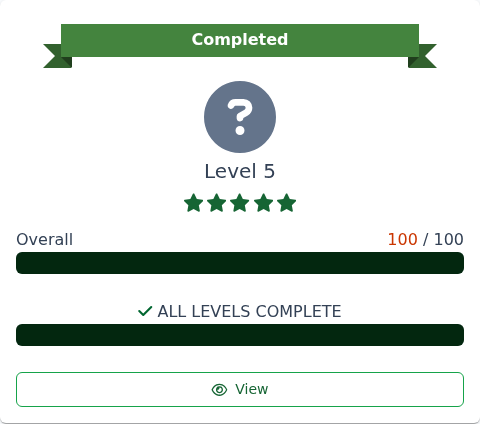 Completed
?
Level 5
Overall 100 / 100
ALL LEVELS COMPLETE
View